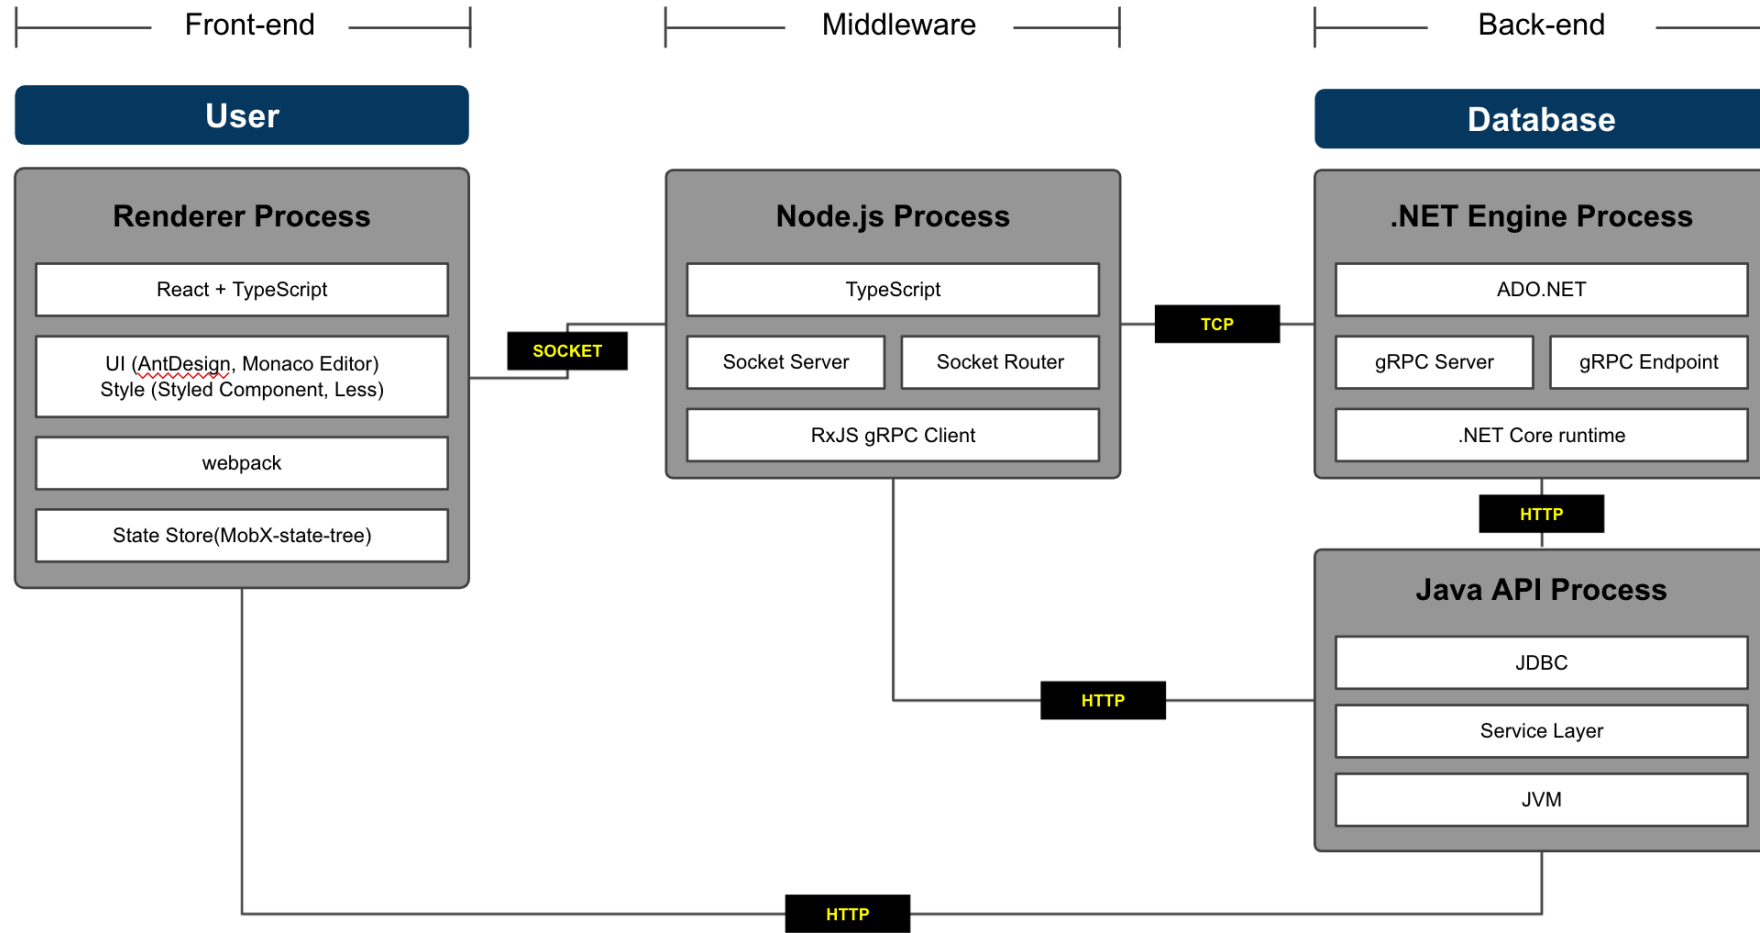 Front-end
Middleware
Back-end
User
Database
Renderer Process
React + TypeScript
UI (AntDesign, Monaco Editor)
Style (Styled Component, Less)
webpack
State Store(MobX-state-tree)
SOCKET
Node.js Process
TypeScript
Socket Server
Socket Router
RxJS gRPC Client
TCP
.NET Engine Process
ADO.NET
gRPC Server
gRPC Endpoint
.NET Core runtime
HTTP
Java API Process
JDBC
Service Layer
JVM
HTTP
HTTP